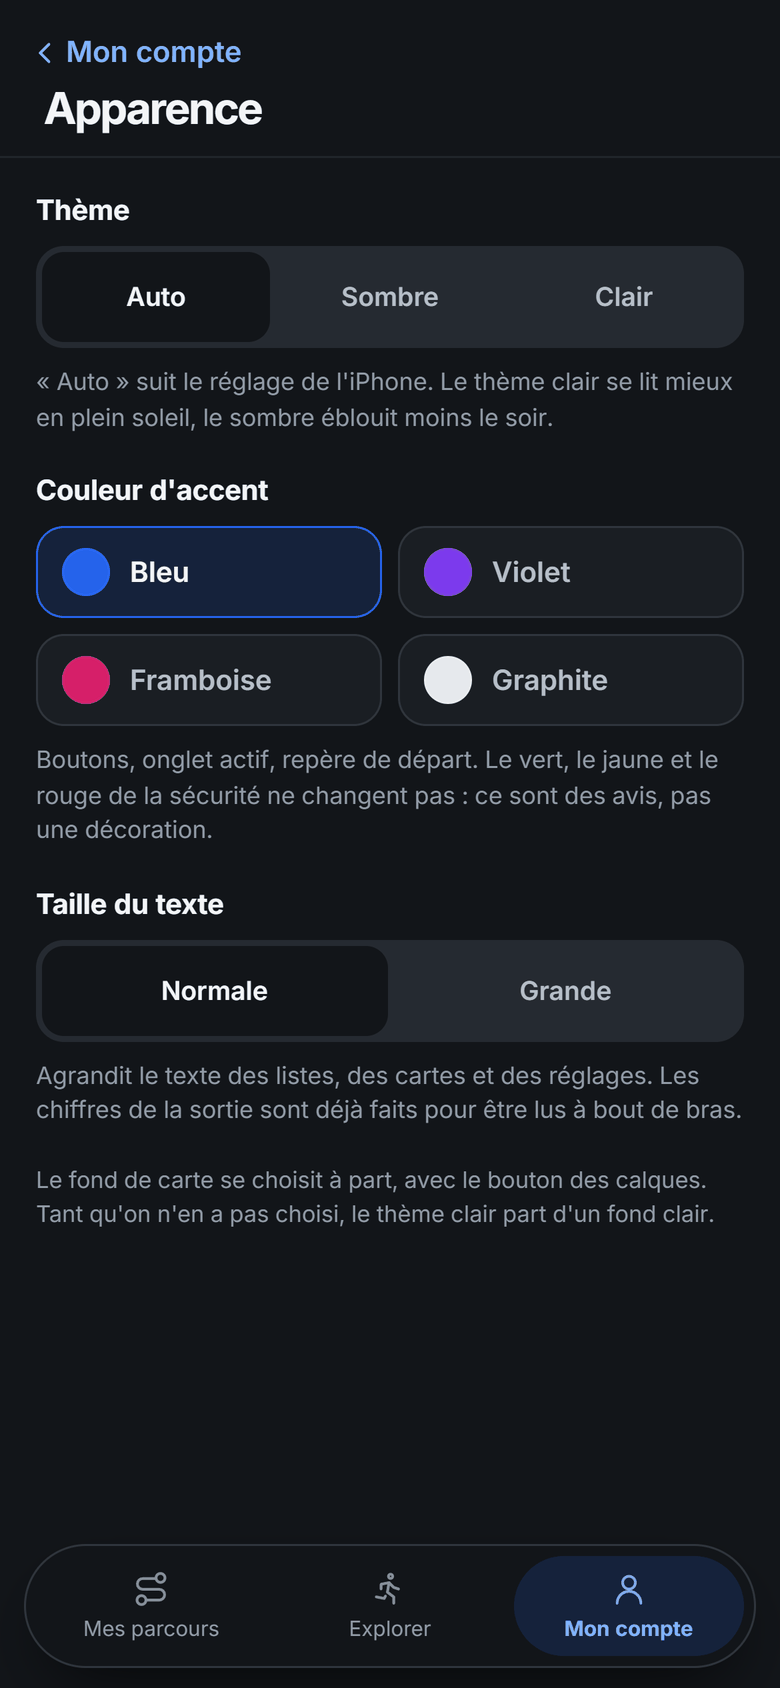 Mon compte
Apparence
Thème
Auto
Sombre
Clair
« Auto » suit le réglage de l'iPhone. Le thème clair se lit mieux
en plein soleil, le sombre éblouit moins le soir.
Couleur d'accent
Bleu
Violet
Framboise
Graphite
Boutons, onglet actif, repère de départ. Le vert, le jaune et le
rouge de la sécurité ne changent pas : ce sont des avis, pas
une décoration.
Taille du texte
Normale
Grande
Agrandit le texte des listes, des cartes et des réglages. Les
chiffres de la sortie sont déjà faits pour être lus à bout de bras.
Le fond de carte se choisit à part, avec le bouton des calques.
Tant qu'on n'en a pas choisi, le thème clair part d'un fond clair.
Mes parcours
Explorer
Mon compte